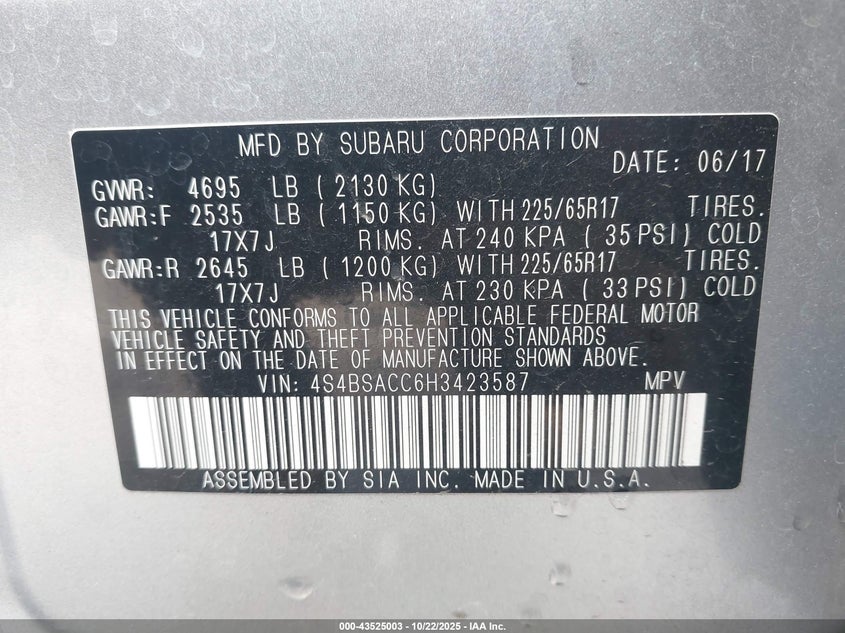 MFD BY SUBARU CORPORATION
DATE: 06/17
GVWR: 4695 LB ( 2130 KG)
GAWR:F 2535 LB ( 1150 KG) WITH 225/65R17 TIRES.
17X7J RIMS. AT 240 KPA ( 35 PSI) COLD
GAWR:R 2645 LB ( 1200 KG) WITH 225/65R17 TIRES.
17X7J RIMS. AT 230 KPA ( 33 PSI) COLD
THIS VEHICLE CONFORMS TO ALL APPLICABLE FEDERAL MOTOR
VEHICLE SAFETY AND THEFT PREVENTION STANDARDS
IN EFFECT ON THE DATE OF MANUFACTURE SHOWN ABOVE.
VIN: 4S4BSACC6H3423587 MPV
ASSEMBLED BY SIA INC. MADE IN U.S.A.
000-43525003 - 10/22/2025 - IAA Inc.